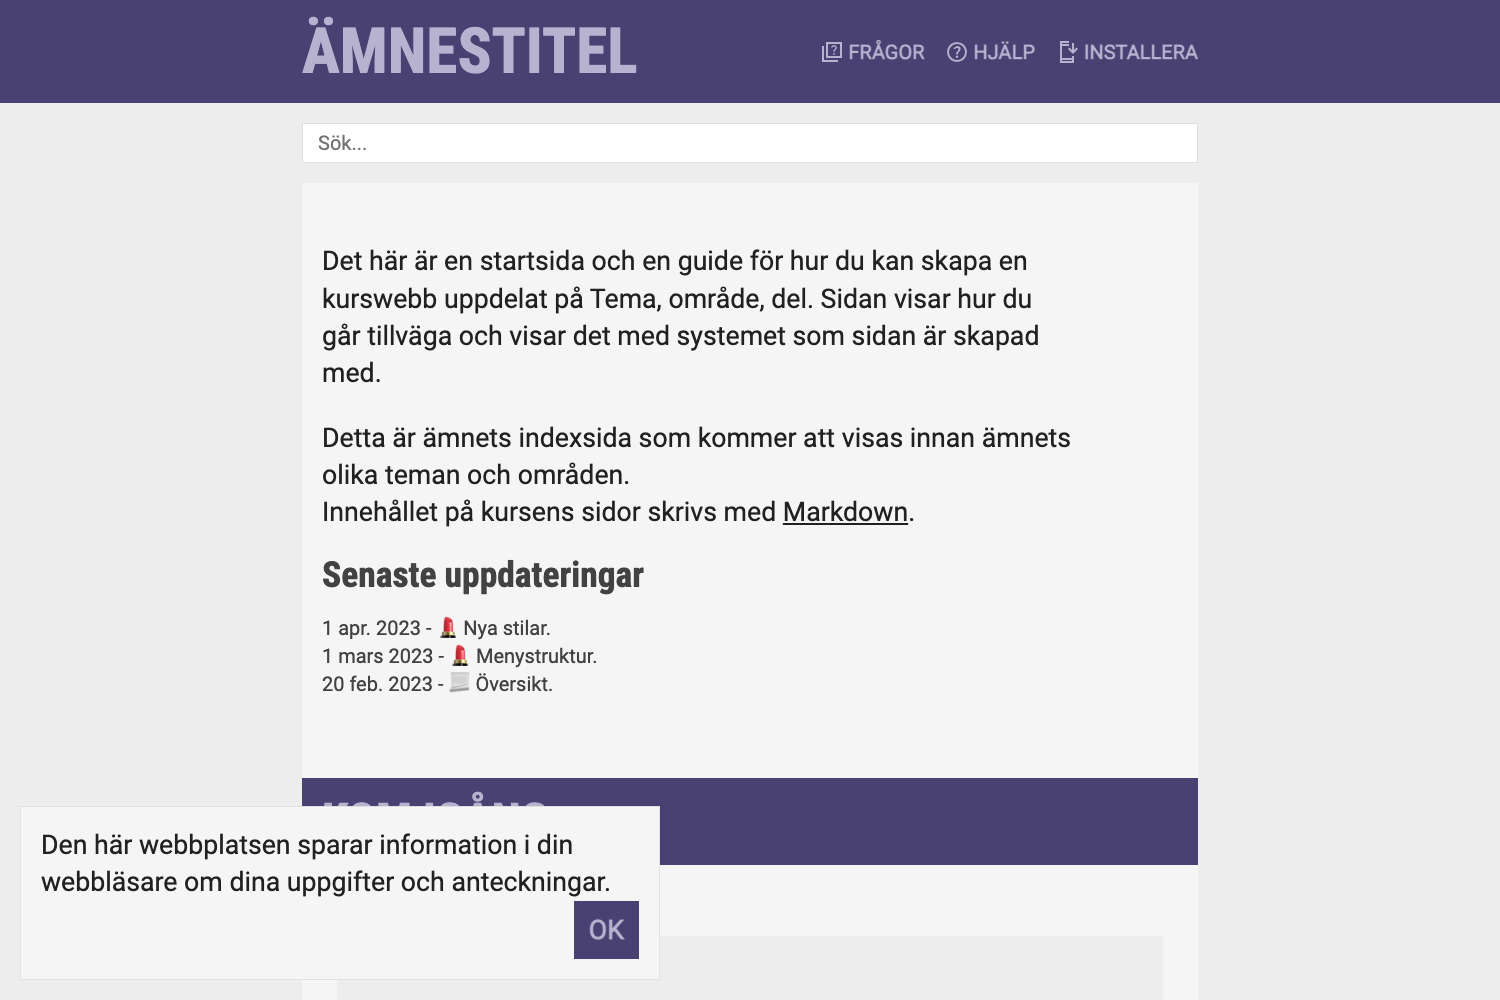 ÄMNESTITEL
FRÅGOR
HJÄLP
INSTALLERA
Sök...
Det här är en startsida och en guide för hur du kan skapa en
kurswebb uppdelat på Tema, område, del. Sidan visar hur du
går tillväga och visar det med systemet som sidan är skapad
med.
Detta är ämnets indexsida som kommer att visas innan ämnets
olika teman och områden.
Innehållet på kursens sidor skrivs med Markdown.
Senaste uppdateringar
1 apr. 2023 - 🚨 Nya stilar.
1 mars 2023 - 🚨 Menystruktur.
20 feb. 2023 - 📃 Översikt.
Den här webbplatsen sparar information i din
webbläsare om dina uppgifter och anteckningar.
OK